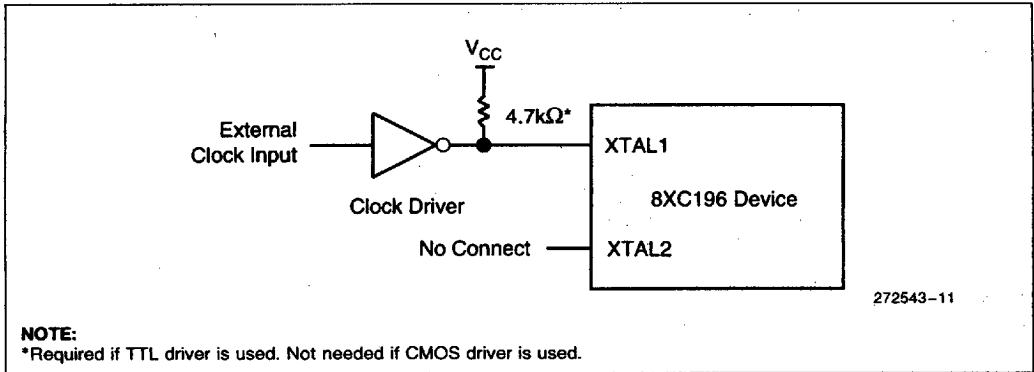 V_CC
4.7kΩ*
External
Clock Input
Clock Driver
XTAL1
8XC196 Device
No Connect
XTAL2
272543–11
NOTE:
*Required if TTL driver is used. Not needed if CMOS driver is used.